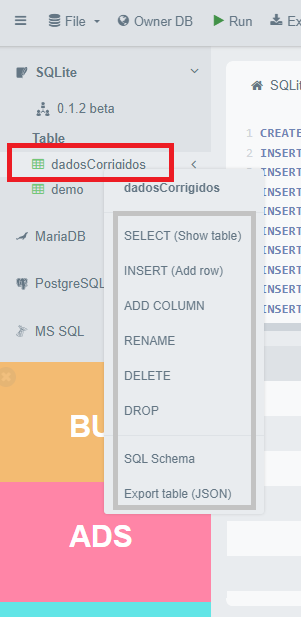 File
Owner DB
Run
Ex
SQLite
SQLit
0.1.2 beta
Table
dadosCorrigidos
demo
MariaDB
PostgreSQL
MS SQL
dadosCorrigidos
SELECT (Show table)
INSERT (Add row)
ADD COLUMN
RENAME
DELETE
DROP
SQL Schema
Export table (JSON)
1 CREATE
2 INSERT
INSERT
INSERT
INSERT
INSERT
INSERT
INSERT
INSERT
INSERT
BU
ADS